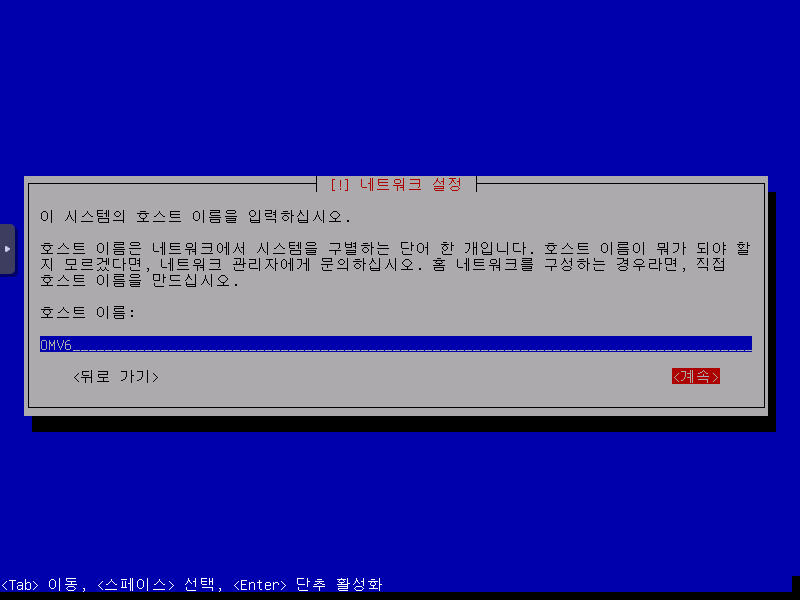 [!] 네트워크 설정
이 시스템의 호스트 이름을 입력하십시오.
호스트 이름은 네트워크에서 시스템을 구별하는 단어 한 개입니다. 호스트 이름이 뭐가 되야 할
지 모르겠다면, 네트워크 관리자에게 문의하십시오. 홈 네트워크를 구성하는 경우라면, 직접
호스트 이름을 만드십시오.
호스트 이름:
OMV6
<뒤로 가기> <계속>
<Tab> 이동, <스페이스> 선택, <Enter> 단추 활성화